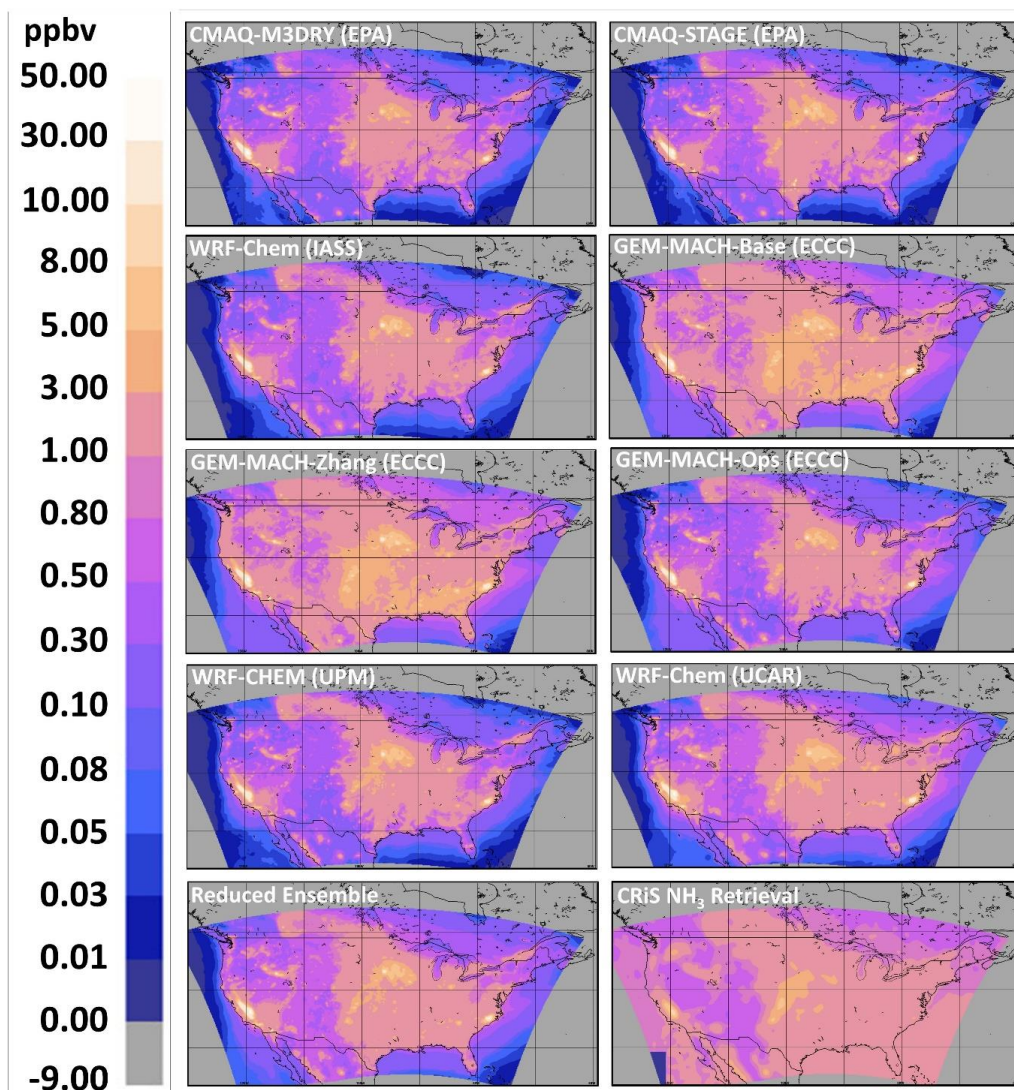 ppbv
50.00
30.00
10.00
8.00
5.00
3.00
1.00
0.80
0.50
0.30
0.10
0.08
0.05
0.03
0.01
0.00
-9.00
CMAQ-M3DRY (EPA)
CMAQ-STAGE (EPA)
WRF-Chem (IASS)
GEM-MACH-Base (ECCC)
GEM-MACH-Zhang (ECCC)
GEM-MACH-Ops (ECCC)
WRF-CHEM (UPM)
WRF-Chem (UCAR)
Reduced Ensemble
CRiS NH₃ Retrieval